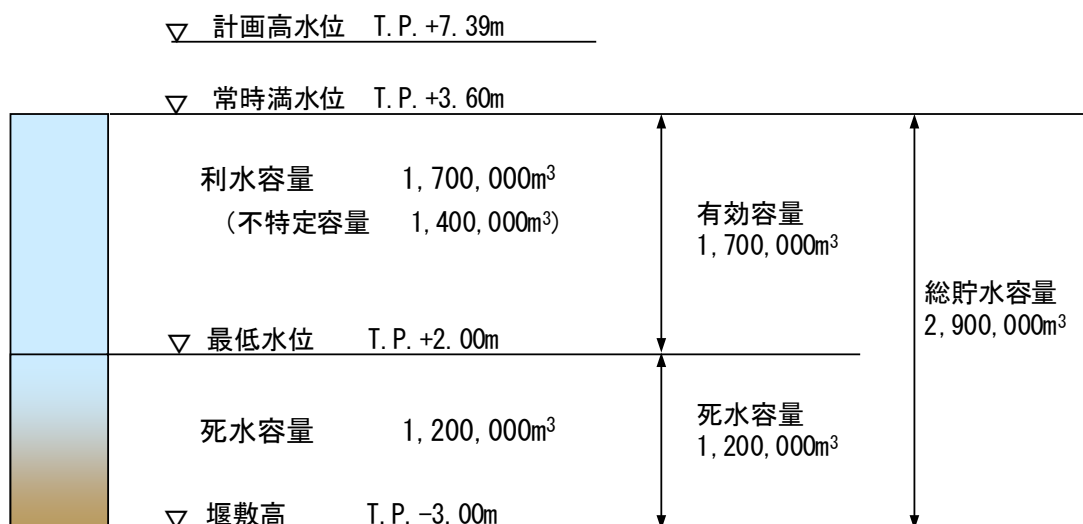 ▽ 計画高水位 T.P.+7.39m
▽ 常時満水位 T.P.+3.60m
利水容量 1,700,000m³
（不特定容量 1,400,000m³）
有効容量
1,700,000m³
総貯水容量
2,900,000m³
▽ 最低水位 T.P.+2.00m
死水容量 1,200,000m³
死水容量
1,200,000m³
▽ 堰敷高 T.P.-3.00m